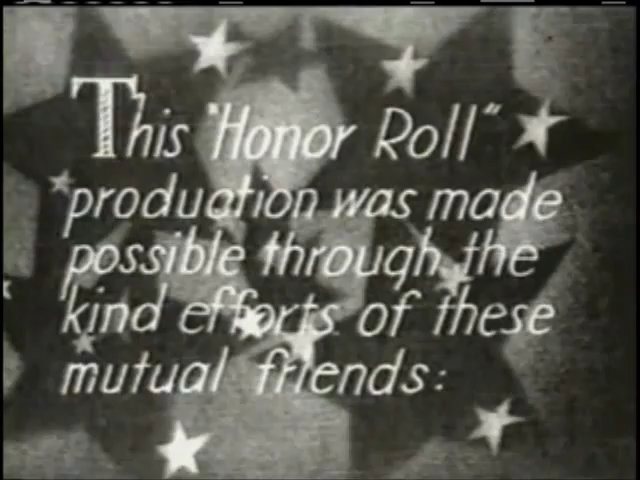 This "Honor Roll"
production was made
possible through the
kind efforts of these
mutual friends: